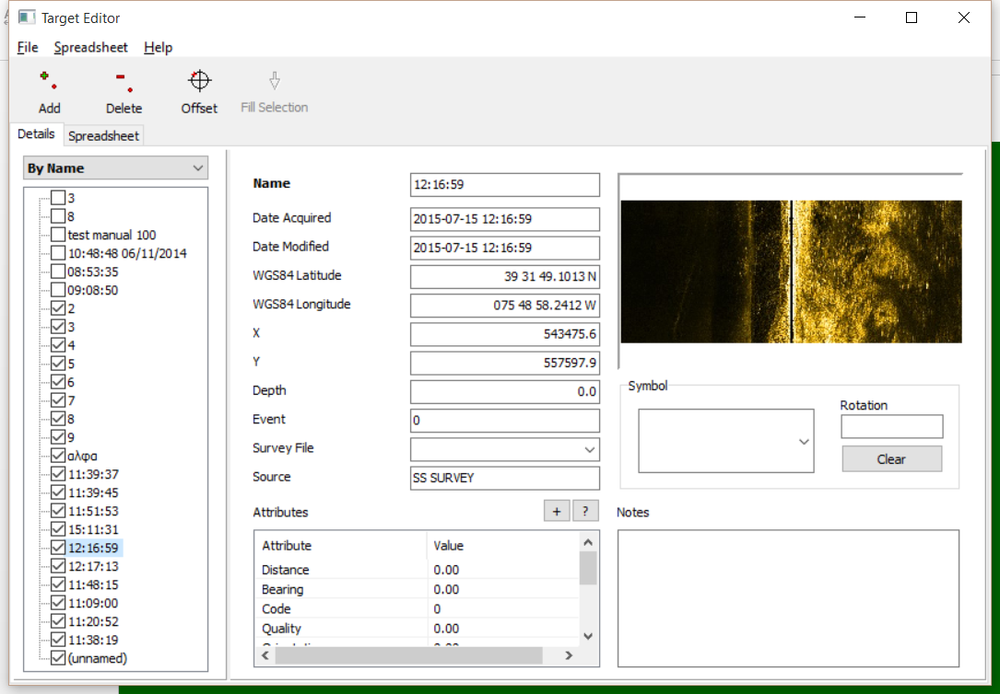 Target Editor
File Spreadsheet Help
Add Delete Offset Fill Selection
Details Spreadsheet
By Name
3
8
test manual 100
10:48:48 06/11/2014
08:53:35
09:08:50
2
3
4
5
6
7
8
9
αλφα
11:39:37
11:39:45
11:51:53
15:11:31
12:16:59
12:17:13
11:48:15
11:09:00
11:20:52
11:38:19
(unnamed)
Name 12:16:59
Date Acquired 2015-07-15 12:16:59
Date Modified 2015-07-15 12:16:59
WGS84 Latitude 39 31 49.1013 N
WGS84 Longitude 075 48 58.2412 W
X 543475.6
Y 557597.9
Depth 0.0
Event 0
Survey File
Source SS SURVEY
Attributes + ?
Attribute Value
Distance 0.00
Bearing 0.00
Code 0
Quality 0.00
Symbol
Rotation
Clear
Notes